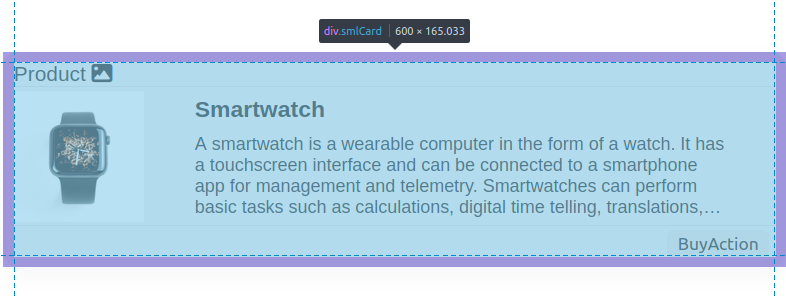 div.smlCard 600 × 165.033
Product
Smartwatch
A smartwatch is a wearable computer in the form of a watch. It has
a touchscreen interface and can be connected to a smartphone
app for management and telemetry. Smartwatches can perform
basic tasks such as calculations, digital time telling, translations,…
BuyAction